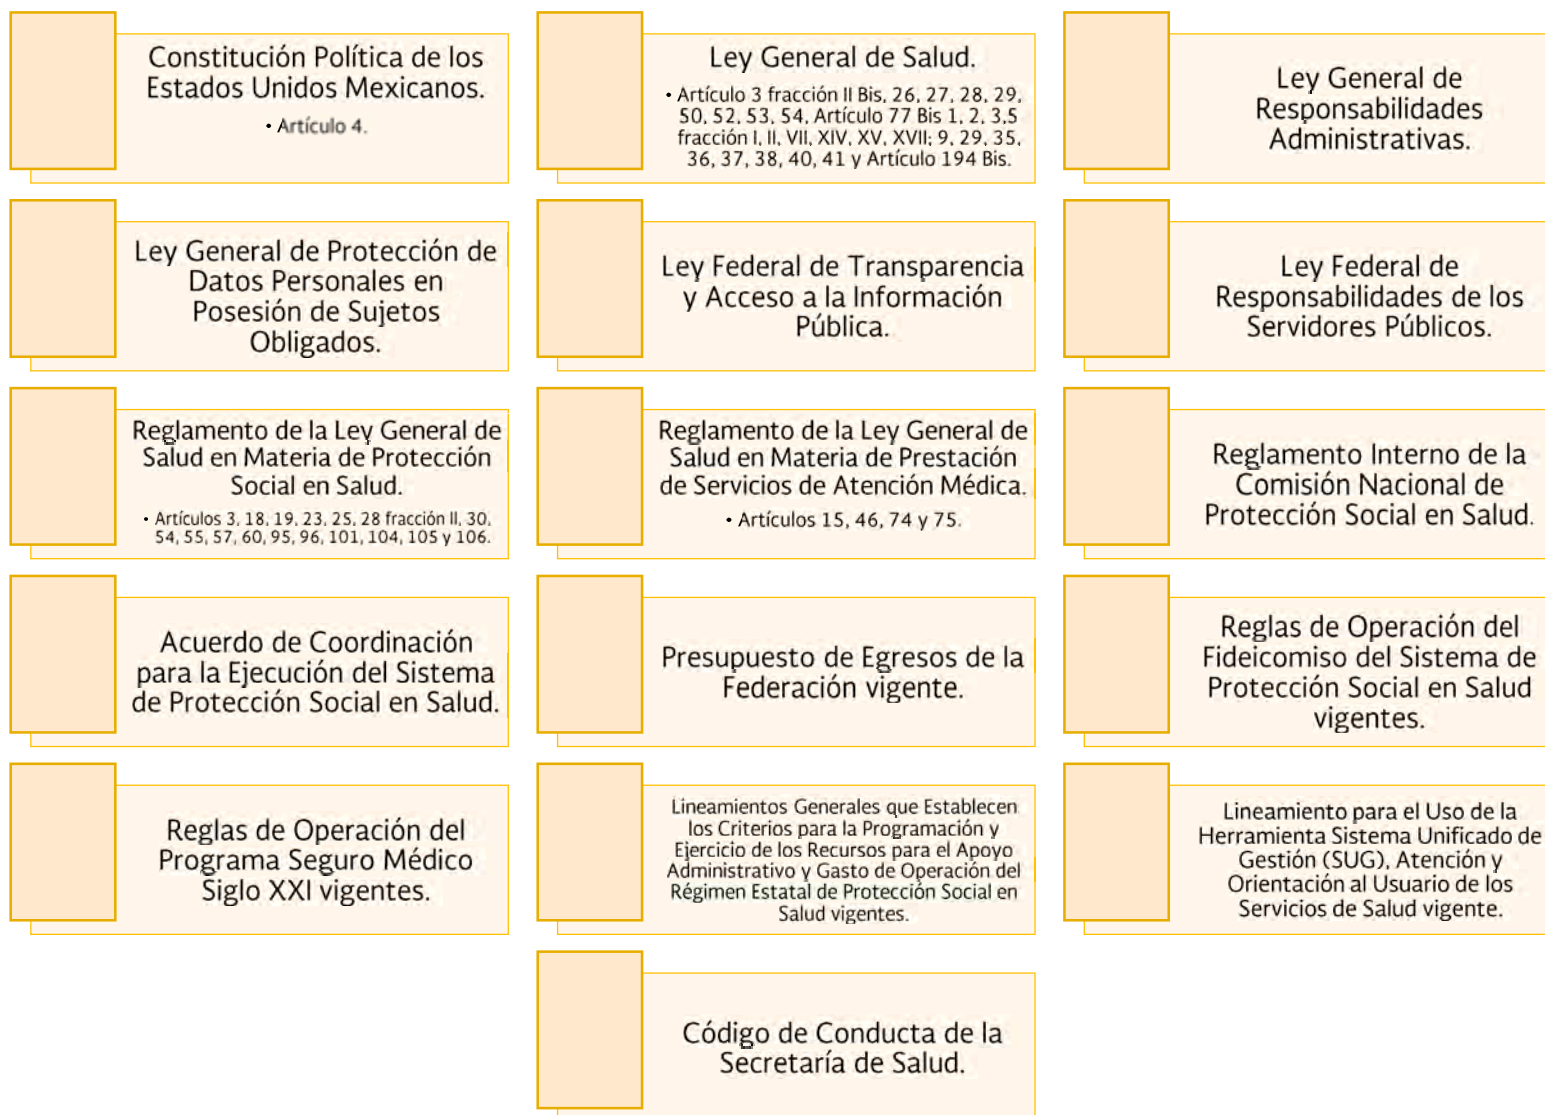 Constitución Política de los
Estados Unidos Mexicanos.
• Artículo 4.
Ley General de Salud.
• Artículo 3 fracción II Bis, 26, 27, 28, 29,
50, 52, 53, 54, Artículo 77 Bis 1, 2, 3,5
fracción I, II, VII, XIV, XV, XVII; 9, 29, 35,
36, 37, 38, 40, 41 y Artículo 194 Bis.
Ley General de
Responsabilidades
Administrativas.
Ley General de Protección de
Datos Personales en
Posesión de Sujetos
Obligados.
Ley Federal de Transparencia
y Acceso a la Información
Pública.
Ley Federal de
Responsabilidades de los
Servidores Públicos.
Reglamento de la Ley General de
Salud en Materia de Protección
Social en Salud.
• Artículos 3, 18, 19, 23, 25, 28 fracción II, 30,
54, 55, 57, 60, 95, 96, 101, 104, 105 y 106.
Reglamento de la Ley General de
Salud en Materia de Prestación
de Servicios de Atención Médica.
• Artículos 15, 46, 74 y 75.
Reglamento Interno de la
Comisión Nacional de
Protección Social en Salud.
Acuerdo de Coordinación
para la Ejecución del Sistema
de Protección Social en Salud.
Presupuesto de Egresos de la
Federación vigente.
Reglas de Operación del
Fideicomiso del Sistema de
Protección Social en Salud
vigentes.
Reglas de Operación del
Programa Seguro Médico
Siglo XXI vigentes.
Lineamientos Generales que Establecen
los Criterios para la Programación y
Ejercicio de los Recursos para el Apoyo
Administrativo y Gasto de Operación del
Régimen Estatal de Protección Social en
Salud vigentes.
Lineamiento para el Uso de la
Herramienta Sistema Unificado de
Gestión (SUG), Atención y
Orientación al Usuario de los
Servicios de Salud vigente.
Código de Conducta de la
Secretaría de Salud.